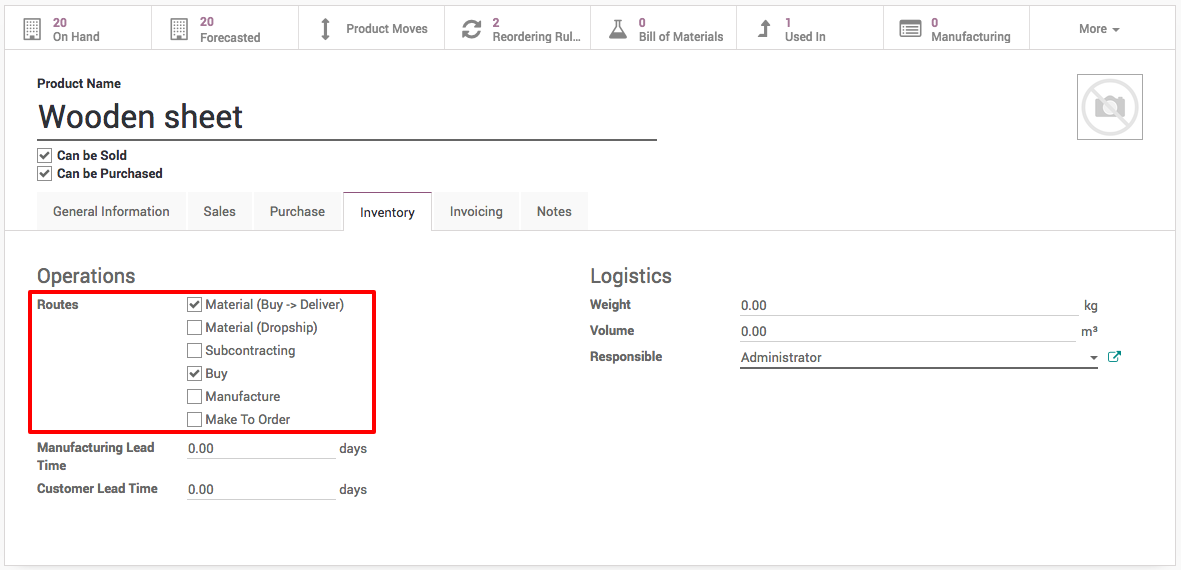 20
On Hand
20
Forecasted
Product Moves
2
Reordering Rul...
0
Bill of Materials
1
Used In
0
Manufacturing
More
Product Name
Wooden sheet
Can be Sold
Can be Purchased
General Information Sales Purchase Inventory Invoicing Notes
Operations
Routes
Material (Buy -> Deliver)
Material (Dropship)
Subcontracting
Buy
Manufacture
Make To Order
Manufacturing Lead
Time
0.00 days
Customer Lead Time 0.00 days
Logistics
Weight 0.00 kg
Volume 0.00 m³
Responsible Administrator